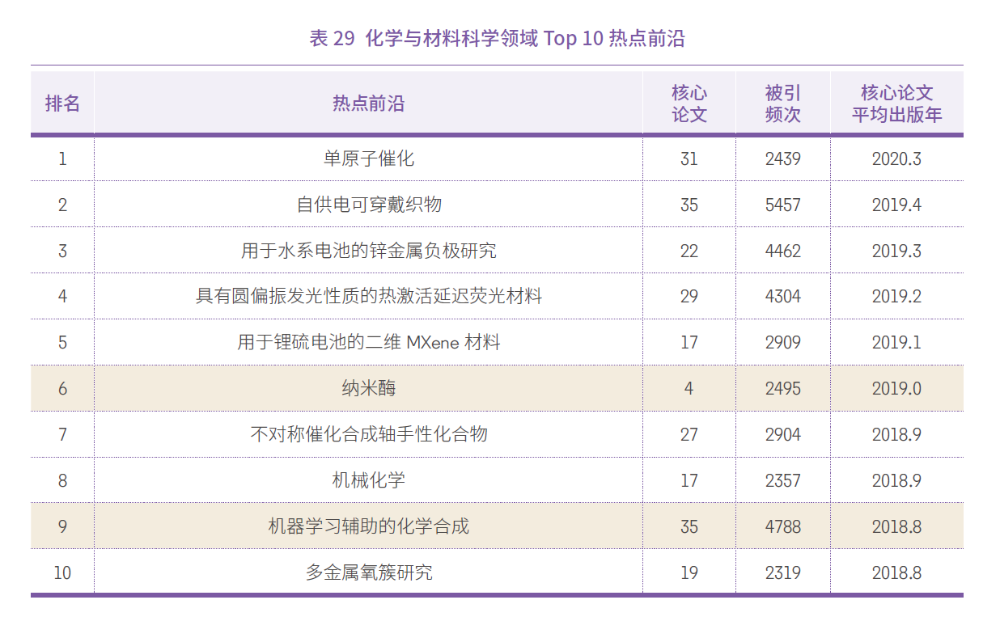 表 29 化学与材料科学领域 Top 10 热点前沿
排名 热点前沿 核心论文 被引频次 核心论文平均出版年
1 单原子催化 31 2439 2020.3
2 自供电可穿戴织物 35 5457 2019.4
3 用于水系电池的锌金属负极研究 22 4462 2019.3
4 具有圆偏振发光性质的热激活延迟荧光材料 29 4304 2019.2
5 用于锂硫电池的二维 MXene 材料 17 2909 2019.1
6 纳米酶 4 2495 2019.0
7 不对称催化合成轴手性化合物 27 2904 2018.9
8 机械化学 17 2357 2018.9
9 机器学习辅助的化学合成 35 4788 2018.8
10 多金属氧簇研究 19 2319 2018.8